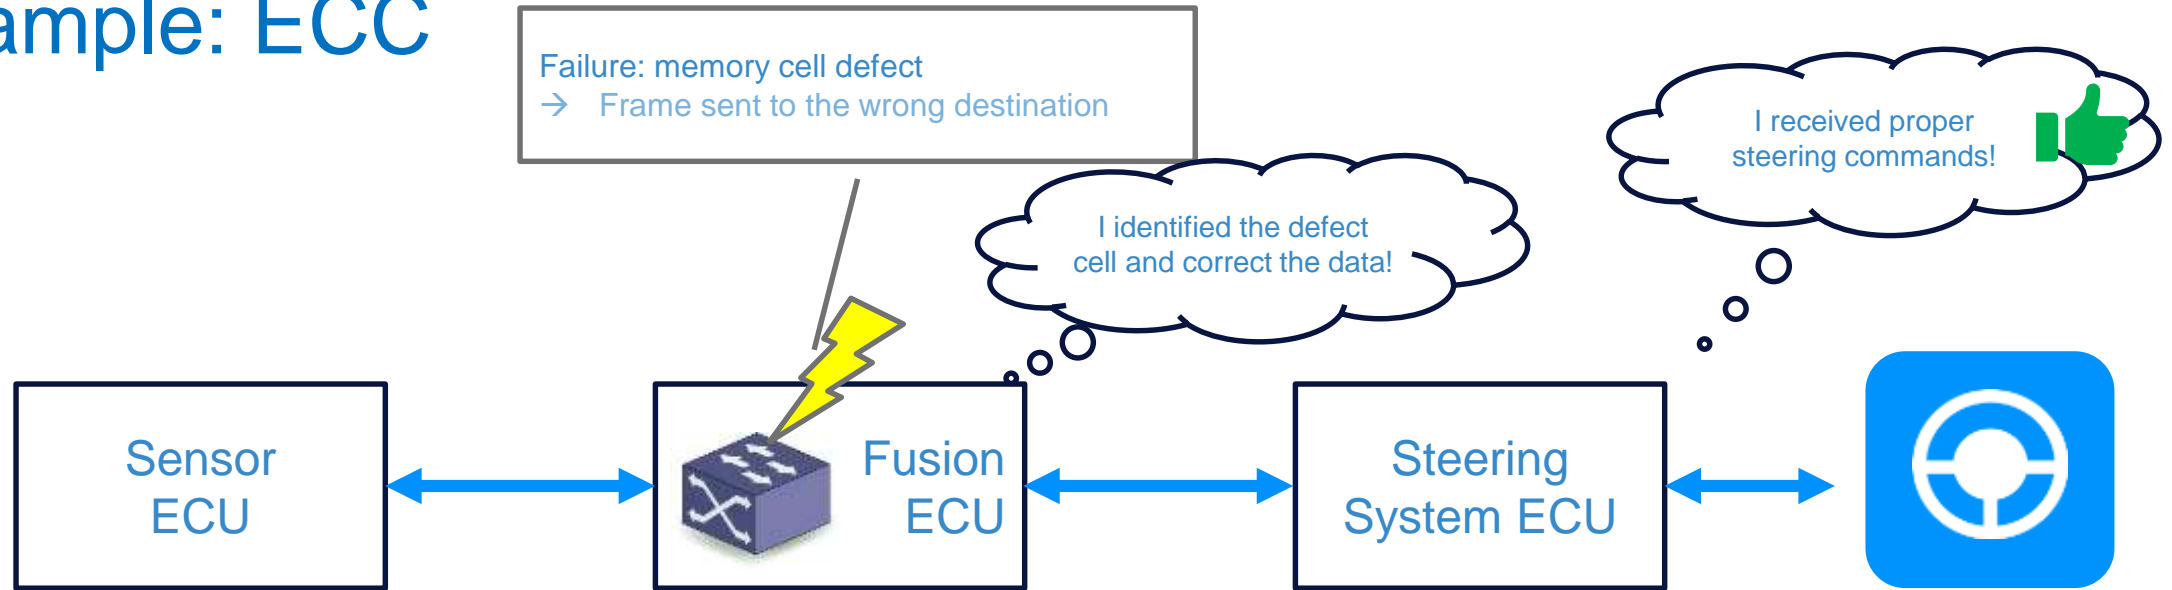 ample: ECC
Failure: memory cell defect
→ Frame sent to the wrong destination
I received proper
steering commands!
I identified the defect
cell and correct the data!
Sensor
ECU
Fusion
ECU
Steering
System ECU